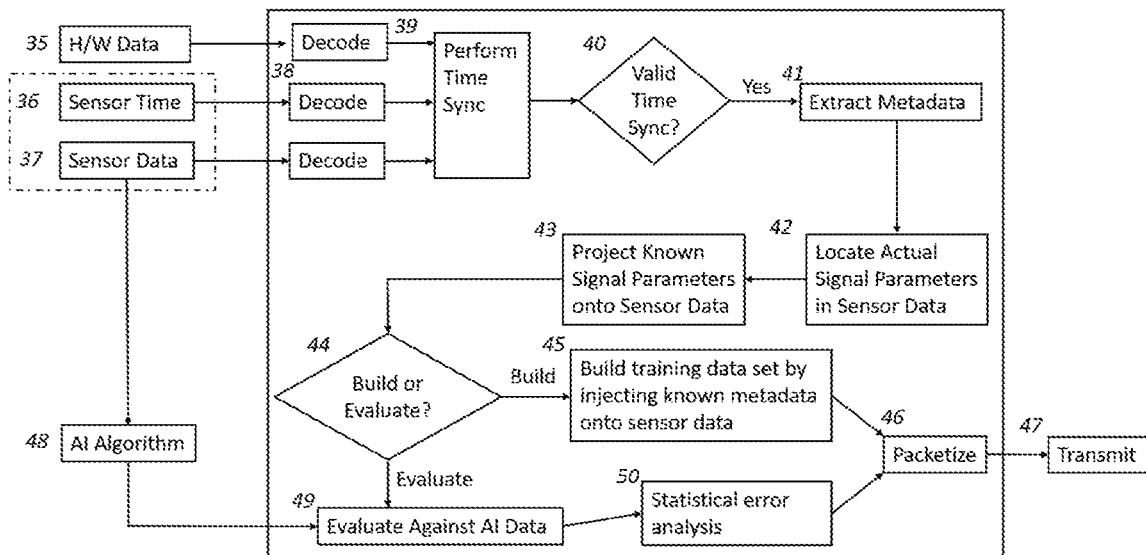 35 H/W Data
Decode
39
Perform
Time
Sync
40
Valid
Time
Sync?
Yes
41
Extract Metadata
36 Sensor Time
38
Decode
37 Sensor Data
Decode
43
Project Known
Signal Parameters
onto Sensor Data
42
Locate Actual
Signal Parameters
in Sensor Data
44
Build or
Evaluate?
Build
45
Build training data set by
injecting known metadata
onto sensor data
46
Packetize
47
Transmit
48 AI Algorithm
Evaluate
49
Evaluate Against AI Data
50
Statistical error
analysis